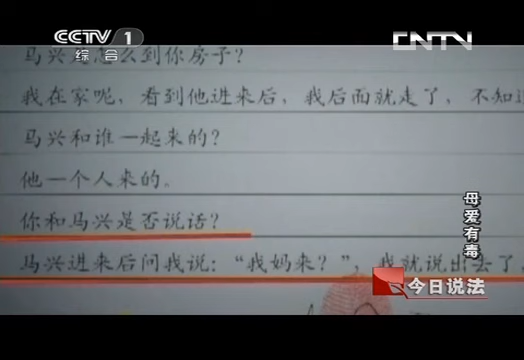 CCTV 1
综合
CNTV
马兴是怎么到你房子？
我在家呢，看到他进来后，我后面就走了，不知道
马兴和谁一起来的？
他一个人来的。
你和马兴是否说话？
马兴进来后问我说：“我妈来？”，我就说出去了，
母爱有毒
今日说法